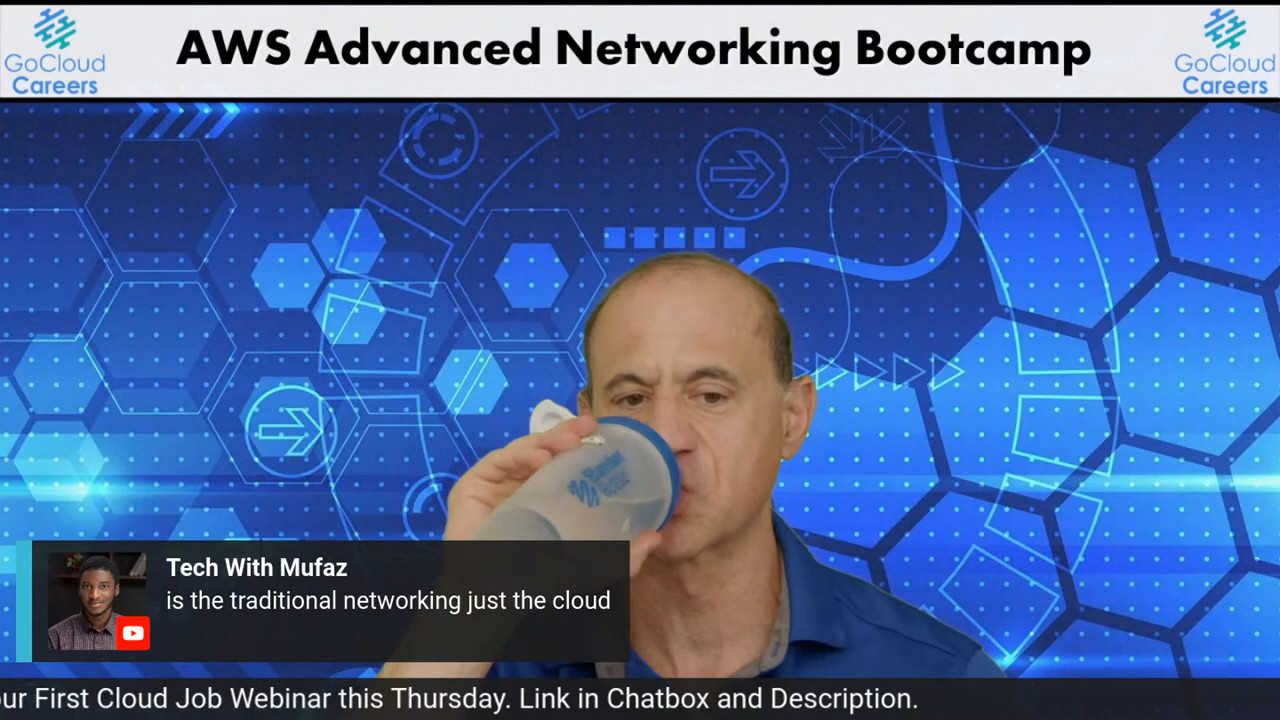 AWS Advanced Networking Bootcamp
GoCloud
Careers
GoCloud
Careers
Tech With Mufaz
is the traditional networking just the cloud
ur First Cloud Job Webinar this Thursday. Link in Chatbox and Description.